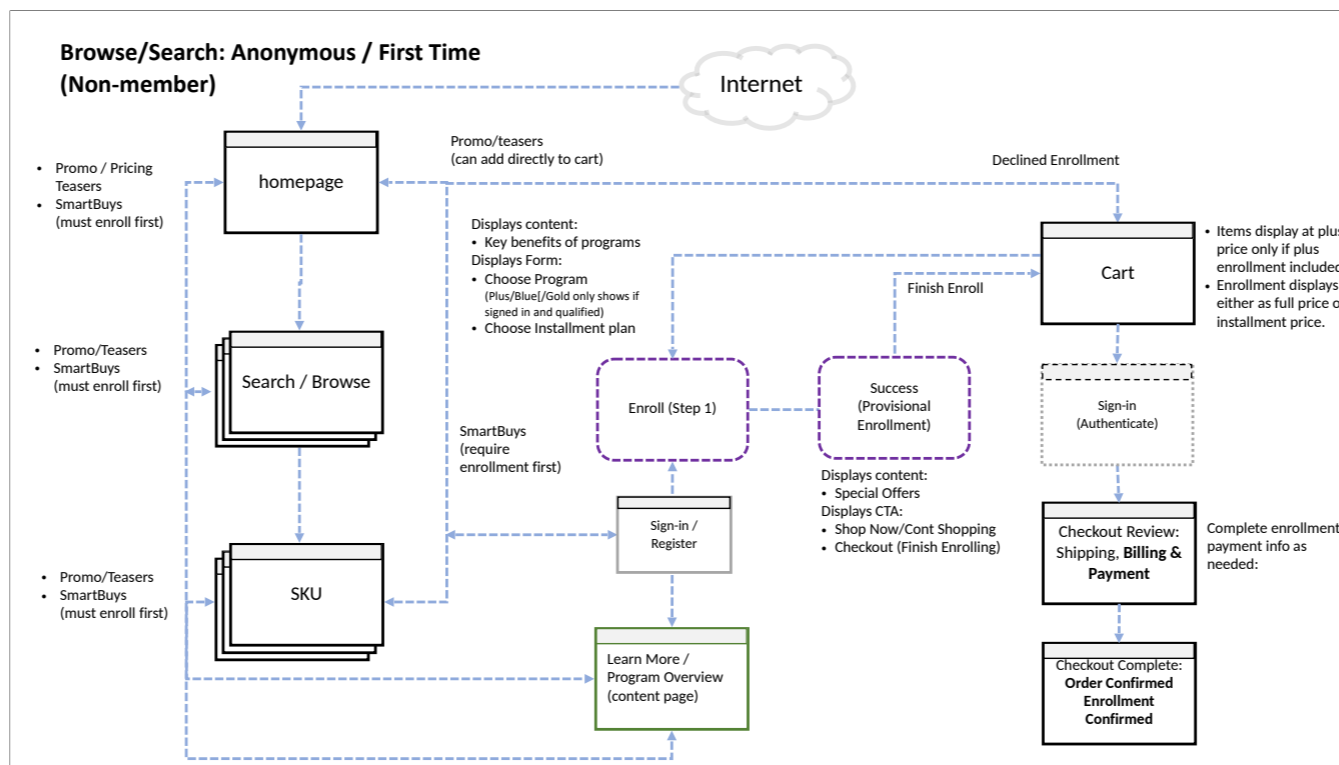 Browse/Search: Anonymous / First Time
(Non-member)
Internet
Promo/teasers
(can add directly to cart)
Declined Enrollment
• Promo / Pricing
Teasers
• SmartBuys
(must enroll first)
homepage
Displays content:
• Key benefits of programs
Displays Form:
• Choose Program
(Plus/Blue[/Gold only shows if
signed in and qualified)
• Choose Installment plan
Cart
• Items display at plus
price only if plus
enrollment included
• Enrollment displays
either as full price o
installment price.
Finish Enroll
• Promo/Teasers
• SmartBuys
(must enroll first)
Search / Browse
Enroll (Step 1)
Success
(Provisional
Enrollment)
Sign-in
(Authenticate)
SmartBuys
(require
enrollment first)
Displays content:
• Special Offers
Displays CTA:
• Shop Now/Cont Shopping
• Checkout (Finish Enrolling)
Sign-in /
Register
Checkout Review:
Shipping, Billing &
Payment
Complete enrollment
payment info as
needed:
• Promo/Teasers
• SmartBuys
(must enroll first)
SKU
Learn More /
Program Overview
(content page)
Checkout Complete:
Order Confirmed
Enrollment
Confirmed